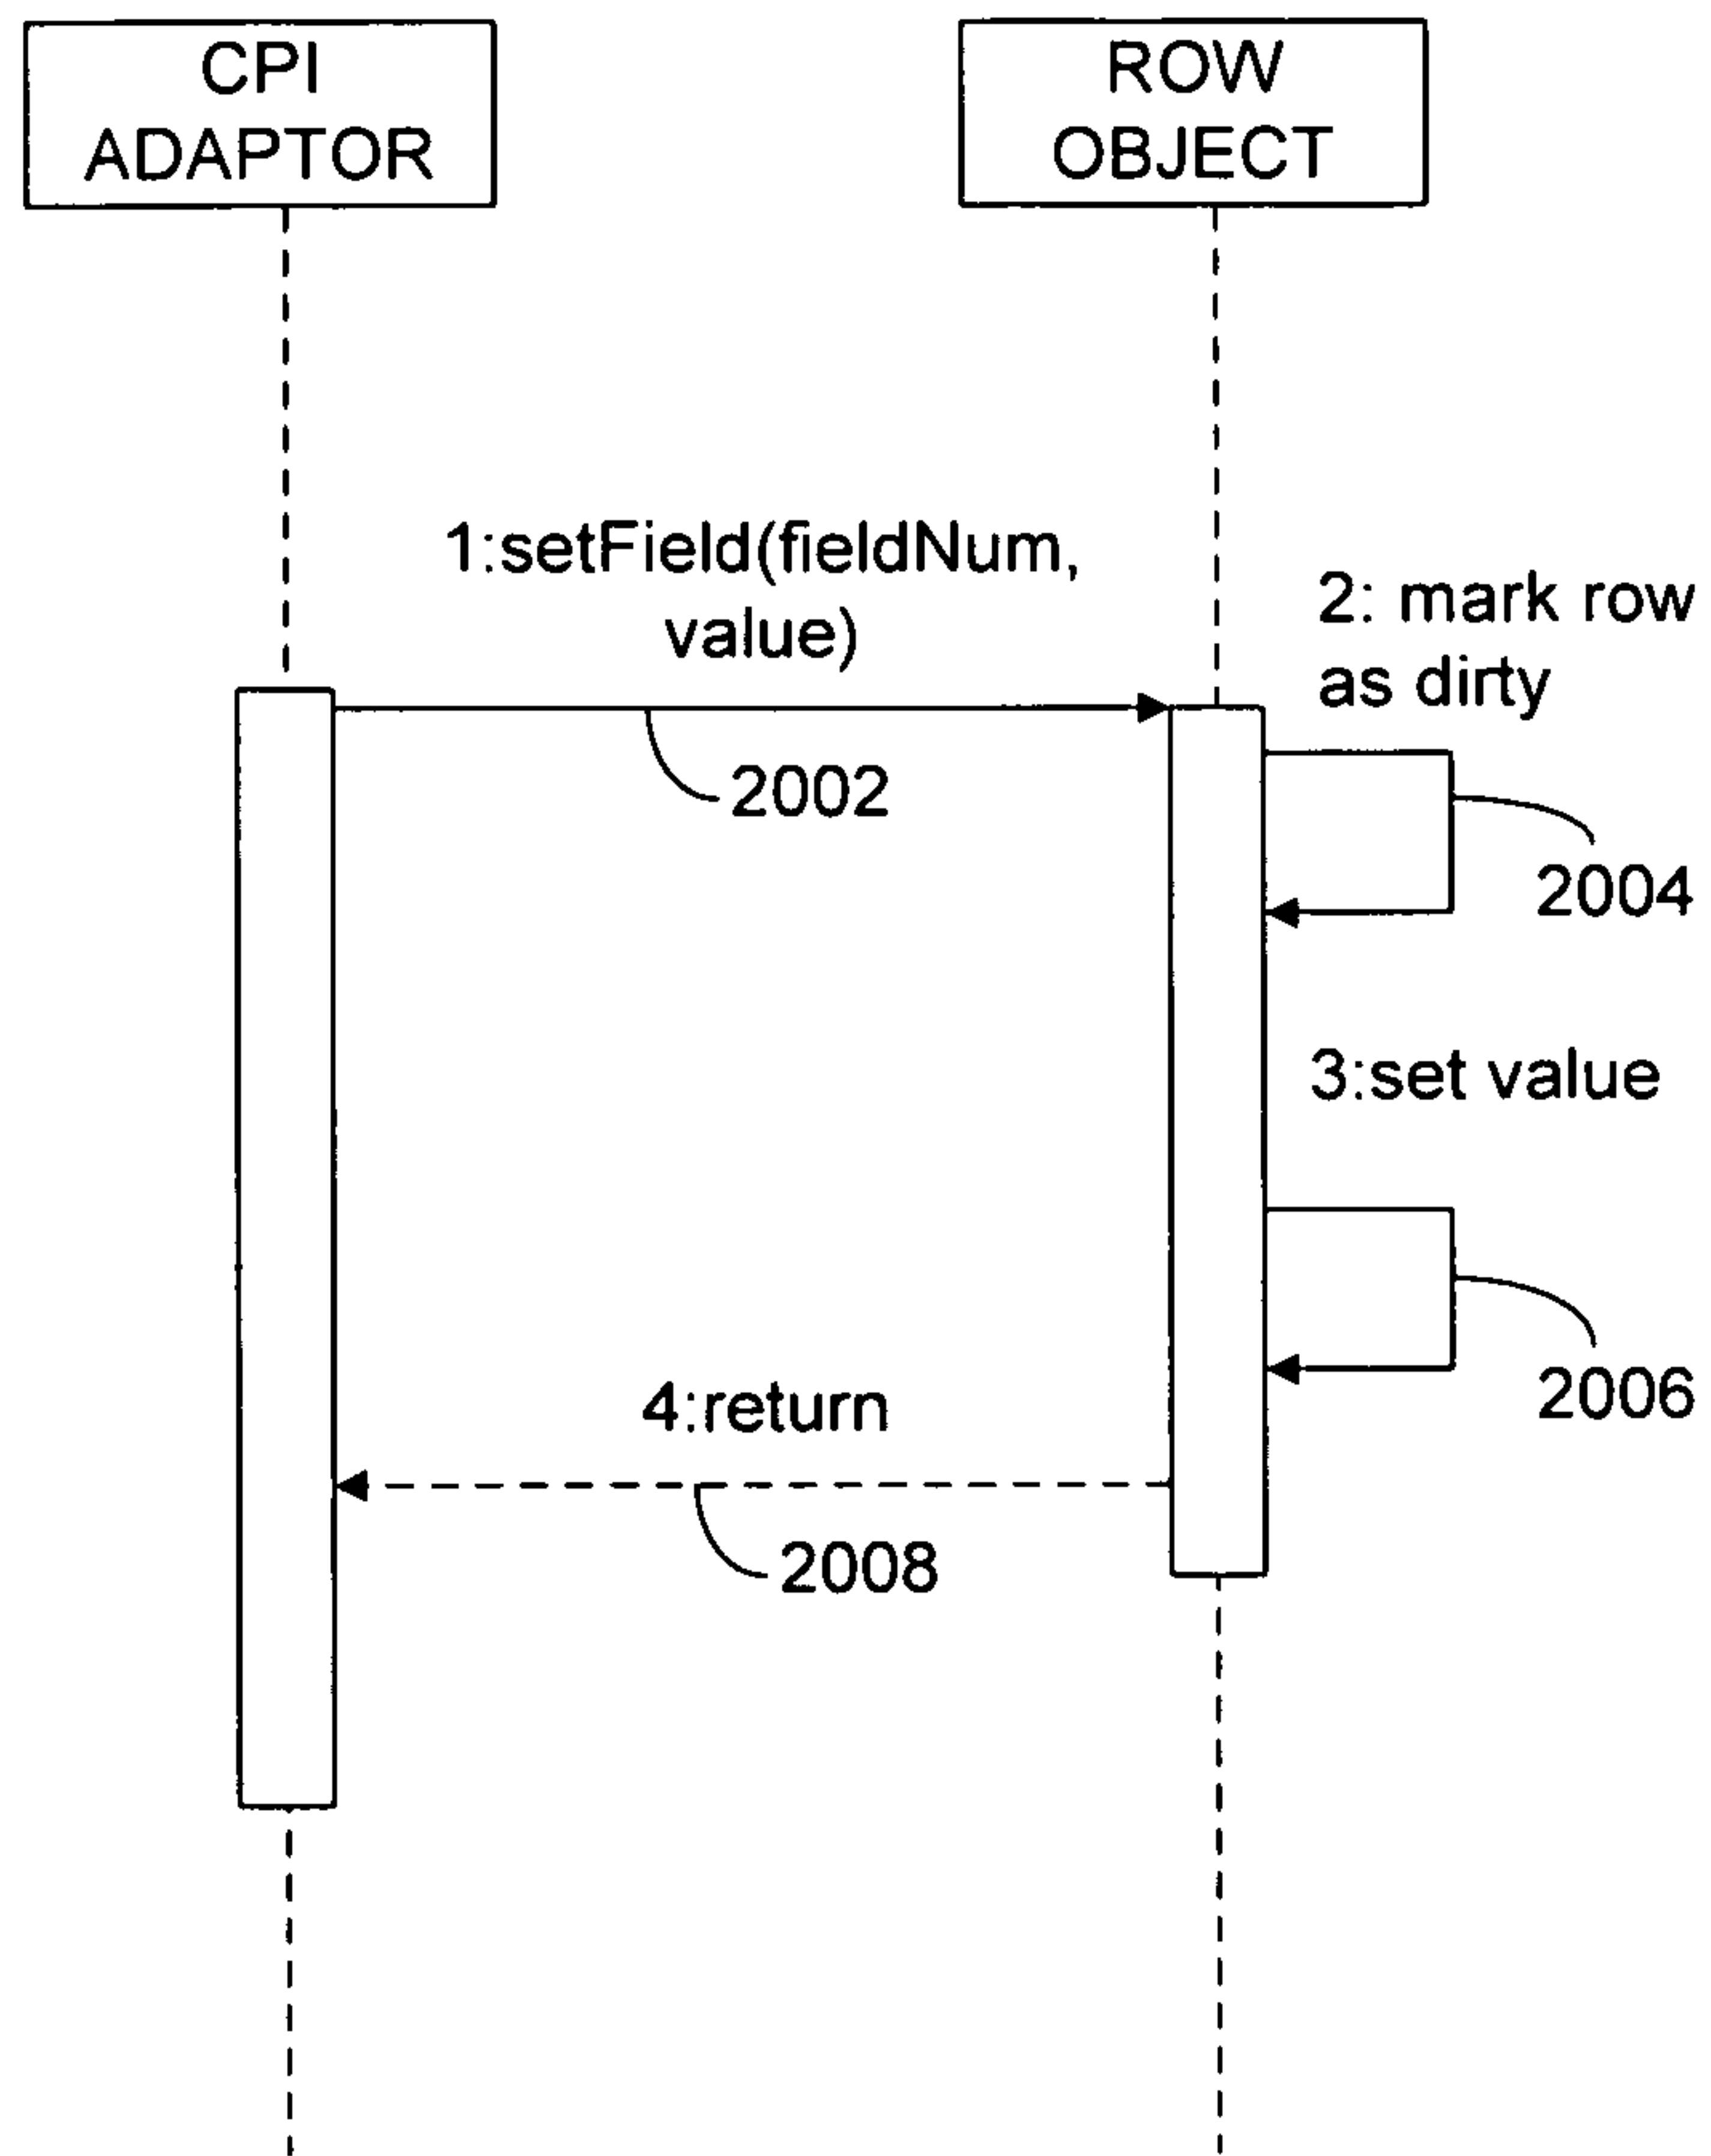 CPI
ADAPTOR
ROW
OBJECT
1:setField(fieldNum,
value)
2: mark row
as dirty
2002
2004
3:set value
2006
4:return
2008